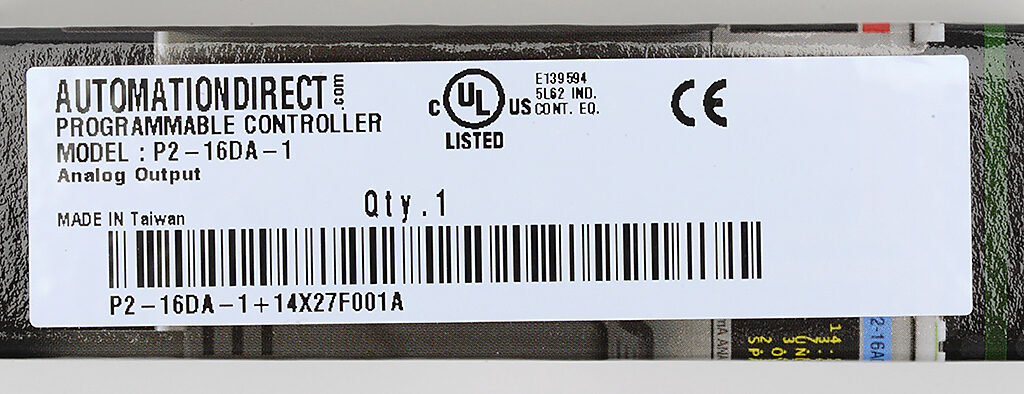 AUTOMATIONDIRECT.com
PROGRAMMABLE CONTROLLER
MODEL : P2-16DA-1
Analog Output
C UL US
LISTED
E139594
5L62 IND.
CONT. EQ.
CE
Qty.1
MADE IN Taiwan
P2-16DA-1+14X27F001A